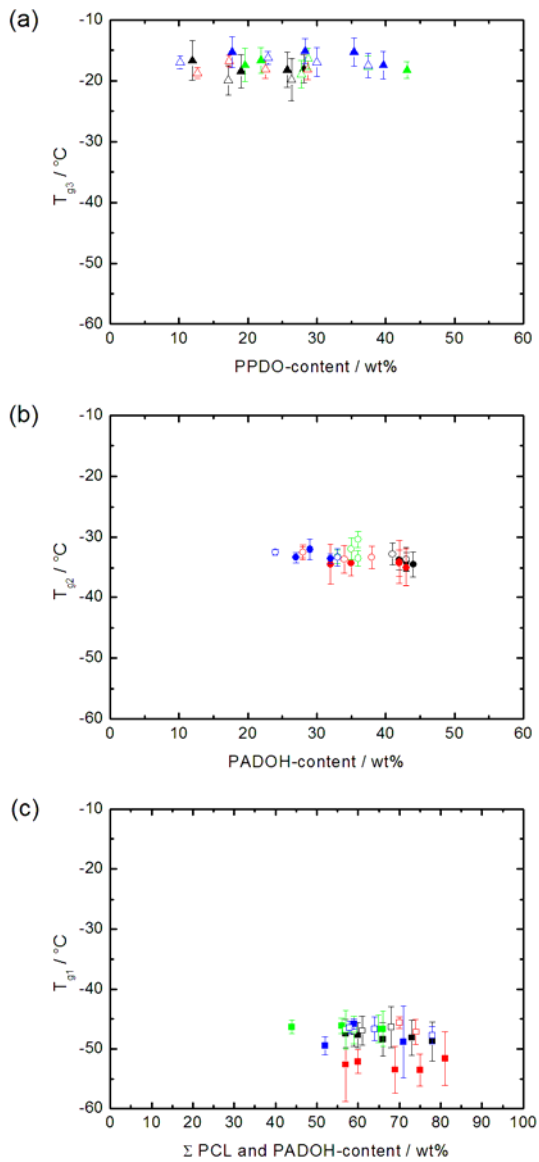 (a)
-10
-20
-30
-40
-50
-60
T_g3 / °C
0 10 20 30 40 50 60
PPDO-content / wt%
(b)
-10
-20
-30
-40
-50
-60
T_g2 / °C
0 10 20 30 40 50 60
PADOH-content / wt%
(c)
-10
-20
-30
-40
-50
-60
T_g1 / °C
0 10 20 30 40 50 60 70 80 90 100
Σ PCL and PADOH-content / wt%